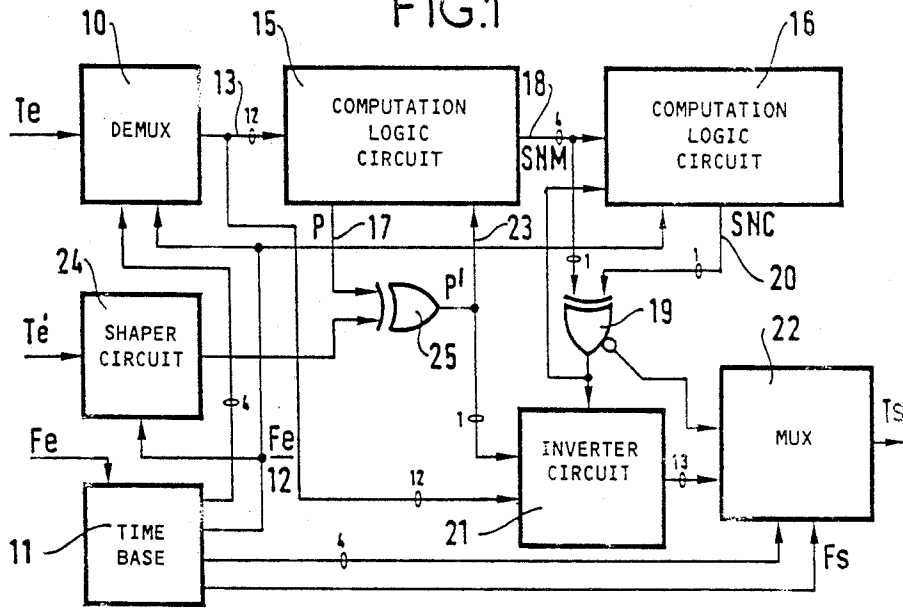 FIG.1
10
15
16
Te
DEMUX
13
12
COMPUTATION
LOGIC
CIRCUIT
18
4
SNM
COMPUTATION
LOGIC
CIRCUIT
P
17
23
SNC
20
24
1
1
Té
SHAPER
CIRCUIT
P'
25
19
22
4
Fe
Fe
12
1
12
INVERTER
CIRCUIT
21
13
MUX
Ts
11
TIME
BASE
4
Fs